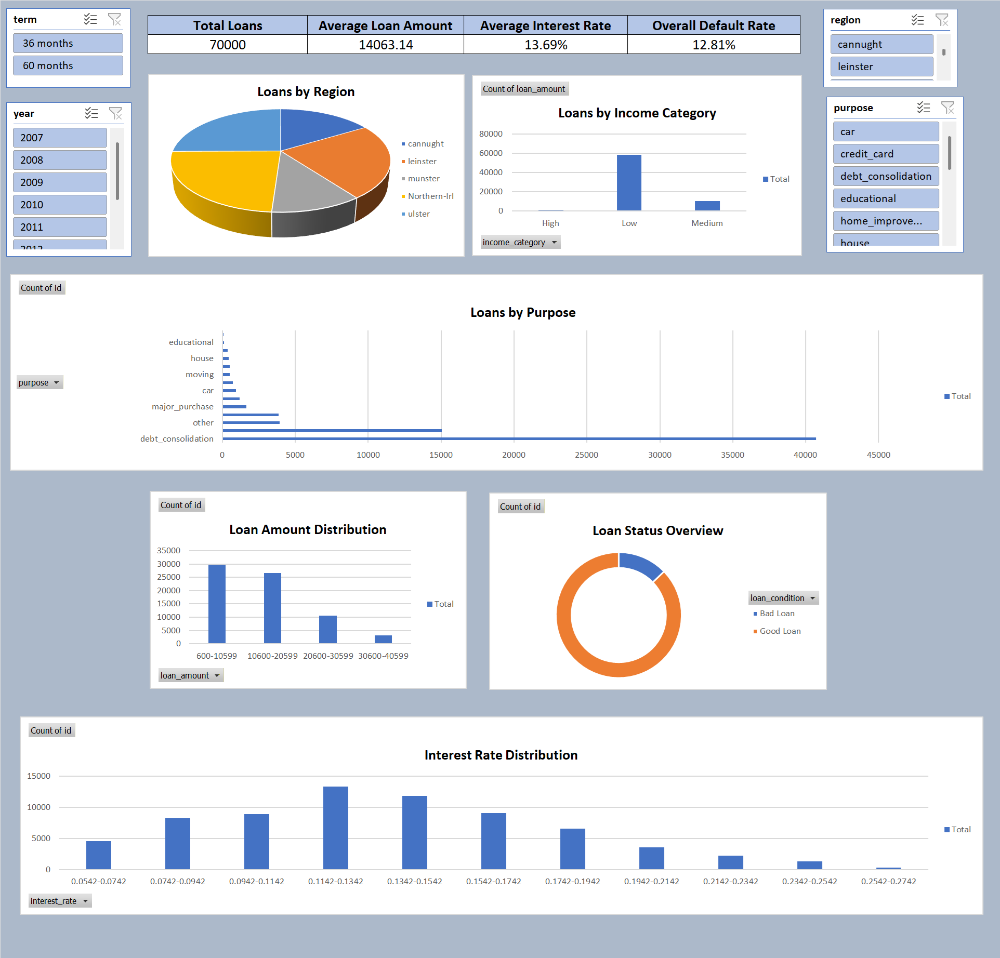 term
36 months
60 months
year
2007
2008
2009
2010
2011
2012
Total Loans Average Loan Amount Average Interest Rate Overall Default Rate
70000 14063.14 13.69% 12.81%
region
cannught
leinster
purpose
car
credit_card
debt_consolidation
educational
home_improve...
house
Loans by Region
cannught
leinster
munster
Northern-Irl
ulster
Count of loan_amount
Loans by Income Category
80000
60000
40000
20000
0
High Low Medium
Total
income_category
Count of id
Loans by Purpose
educational
house
moving
car
major_purchase
other
debt_consolidation
purpose
0 5000 10000 15000 20000 25000 30000 35000 40000 45000
Total
Count of id
Loan Amount Distribution
35000
30000
25000
20000
15000
10000
5000
0
600-10599 10600-20599 20600-30599 30600-40599
Total
loan_amount
Count of id
Loan Status Overview
loan_condition
Bad Loan
Good Loan
Count of id
Interest Rate Distribution
15000
10000
5000
0
0.0542-0.0742 0.0742-0.0942 0.0942-0.1142 0.1142-0.1342 0.1342-0.1542 0.1542-0.1742 0.1742-0.1942 0.1942-0.2142 0.2142-0.2342 0.2342-0.2542 0.2542-0.2742
Total
interest_rate